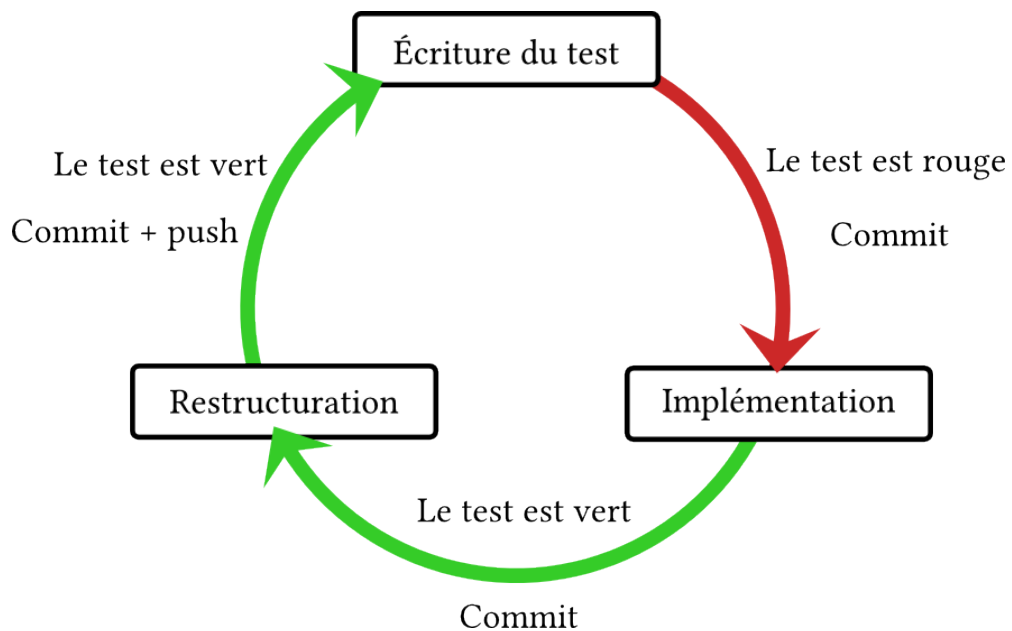 Écriture du test
Le test est vert
Le test est rouge
Commit + push
Commit
Restructuration
Implémentation
Le test est vert
Commit